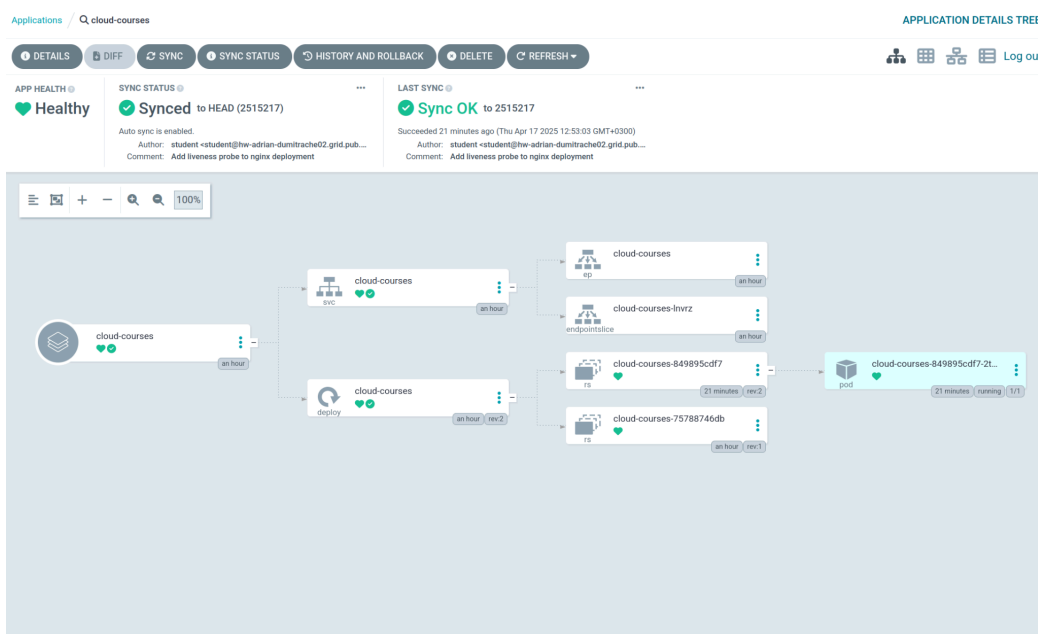 Applications / cloud-courses
APPLICATION DETAILS TREE
DETAILS DIFF SYNC SYNC STATUS HISTORY AND ROLLBACK DELETE REFRESH
Log ou
APP HEALTH
Healthy
SYNC STATUS
Synced to HEAD (2515217)
Auto sync is enabled.
Author: student <student@hw-adrian-dumitrache02.grid.pub....
Comment: Add liveness probe to nginx deployment
LAST SYNC
Sync OK to 2515217
Succeeded 21 minutes ago (Thu Apr 17 2025 12:53:03 GMT+0300)
Author: student <student@hw-adrian-dumitrache02.grid.pub....
Comment: Add liveness probe to nginx deployment
100%
cloud-courses
an hour
cloud-courses
svc
an hour
cloud-courses
deploy
an hour rev:2
cloud-courses
ep
an hour
cloud-courses-lnvrz
endpointslice
an hour
cloud-courses-849895cdf7
rs
21 minutes rev:2
cloud-courses-75788746db
rs
an hour rev:1
cloud-courses-849895cdf7-2t...
pod
21 minutes running 1/1